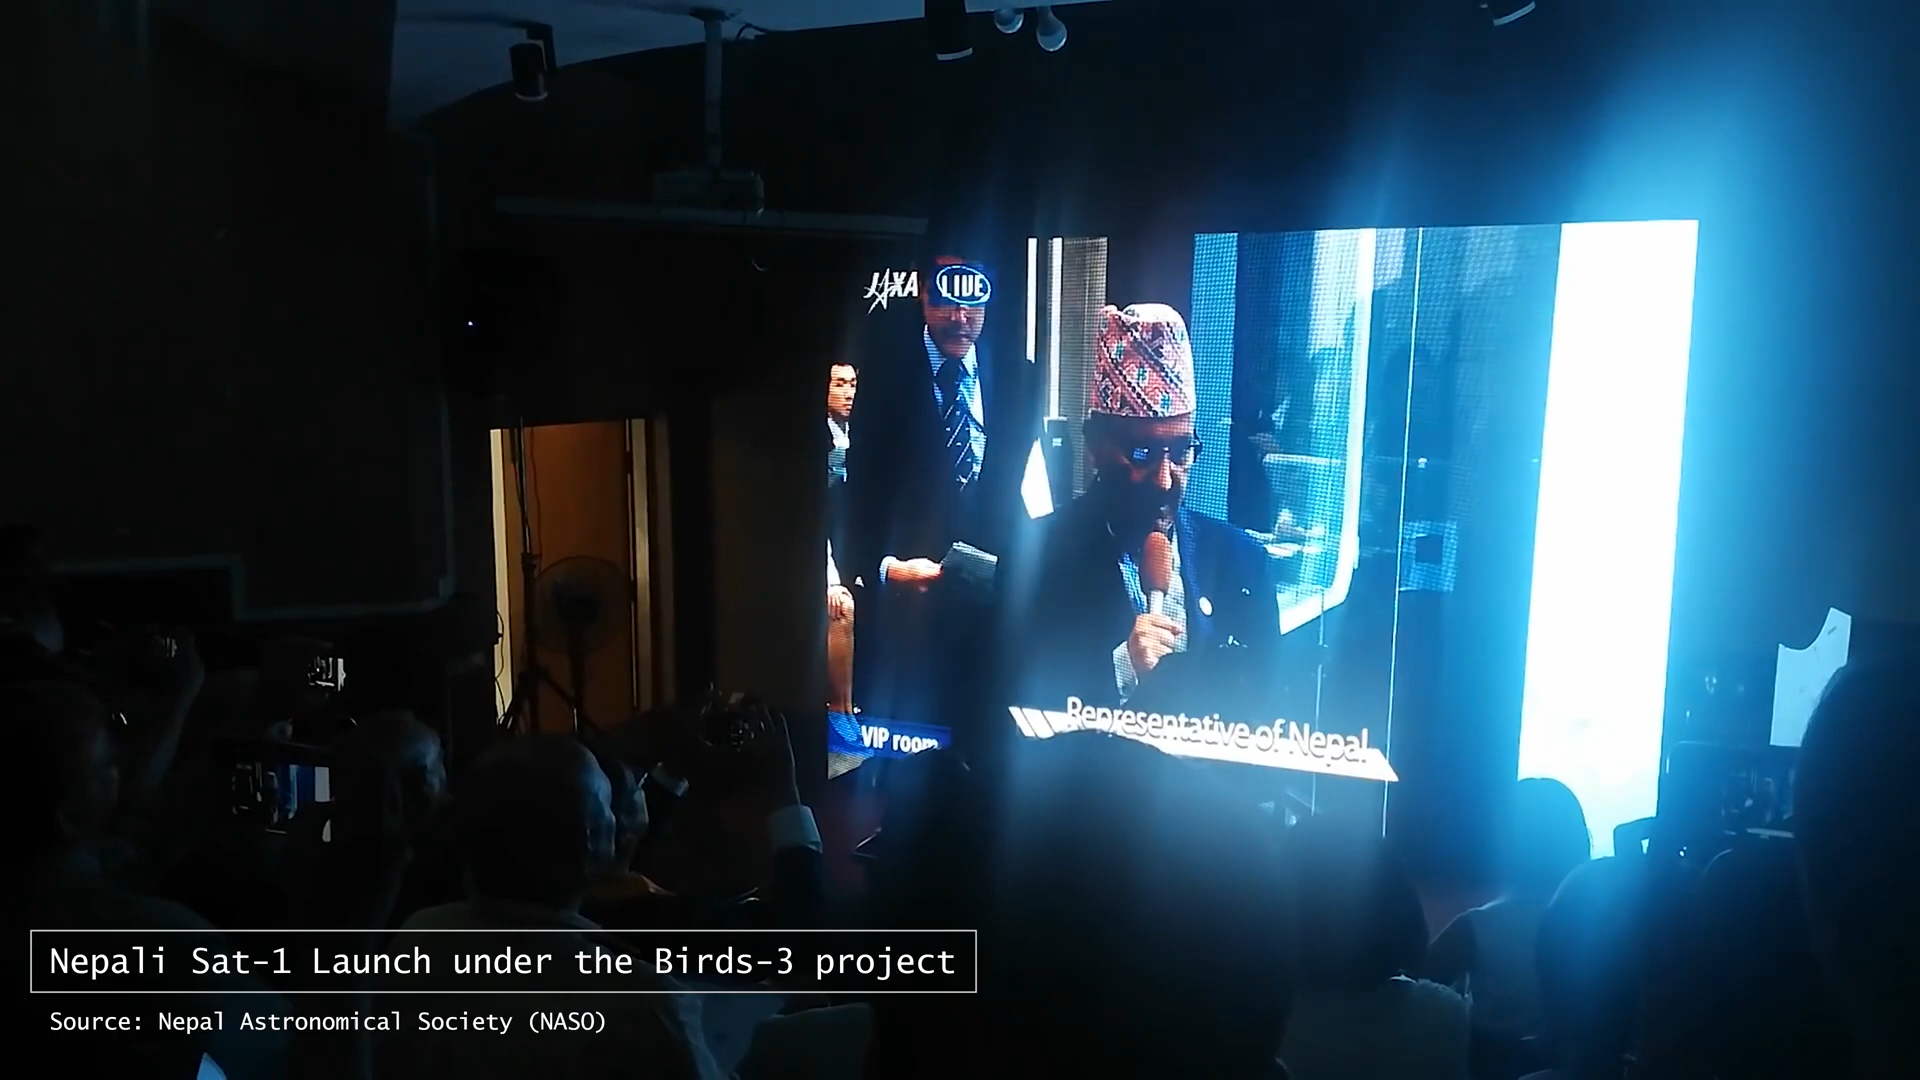 JAXA LIVE
VIP room
Representative of Nepal
Nepali Sat-1 Launch under the Birds-3 project
Source: Nepal Astronomical Society (NASO)